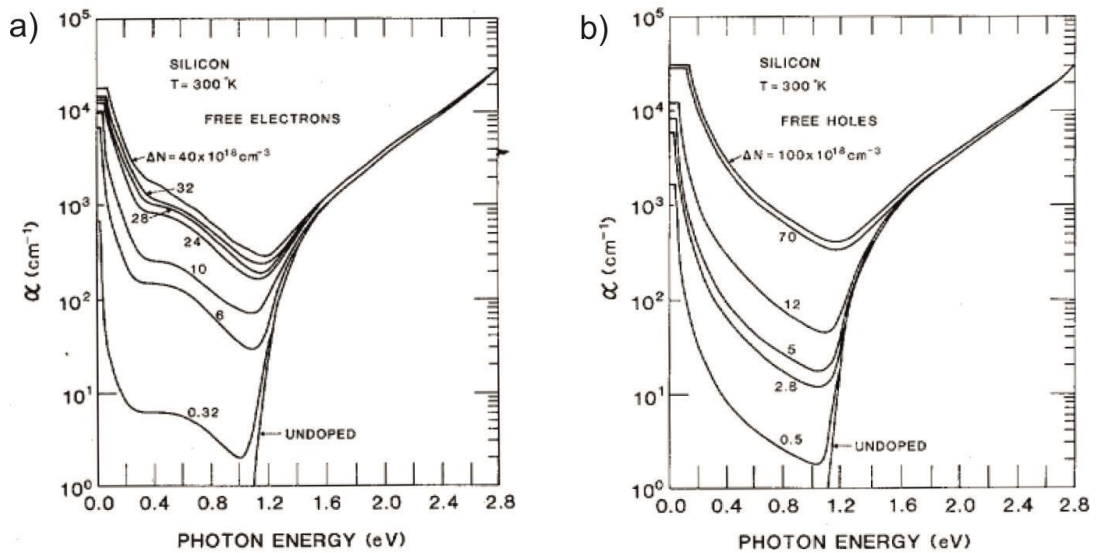 a)
10⁵
10⁴
10³
10²
10¹
10⁰
α (cm⁻¹)
SILICON
T = 300 °K
FREE ELECTRONS
ΔN = 40x10¹⁸cm⁻³
32
28
24
10
6
0.32
UNDOPED
0.0 0.4 0.8 1.2 1.6 2.0 2.4 2.8
PHOTON ENERGY (eV)
b)
10⁵
10⁴
10³
10²
10¹
10⁰
α (cm⁻¹)
SILICON
T = 300 °K
FREE HOLES
ΔN = 100x10¹⁸cm⁻³
70
12
5
2.8
0.5
UNDOPED
0.0 0.4 0.8 1.2 1.6 2.0 2.4 2.8
PHOTON ENERGY (eV)